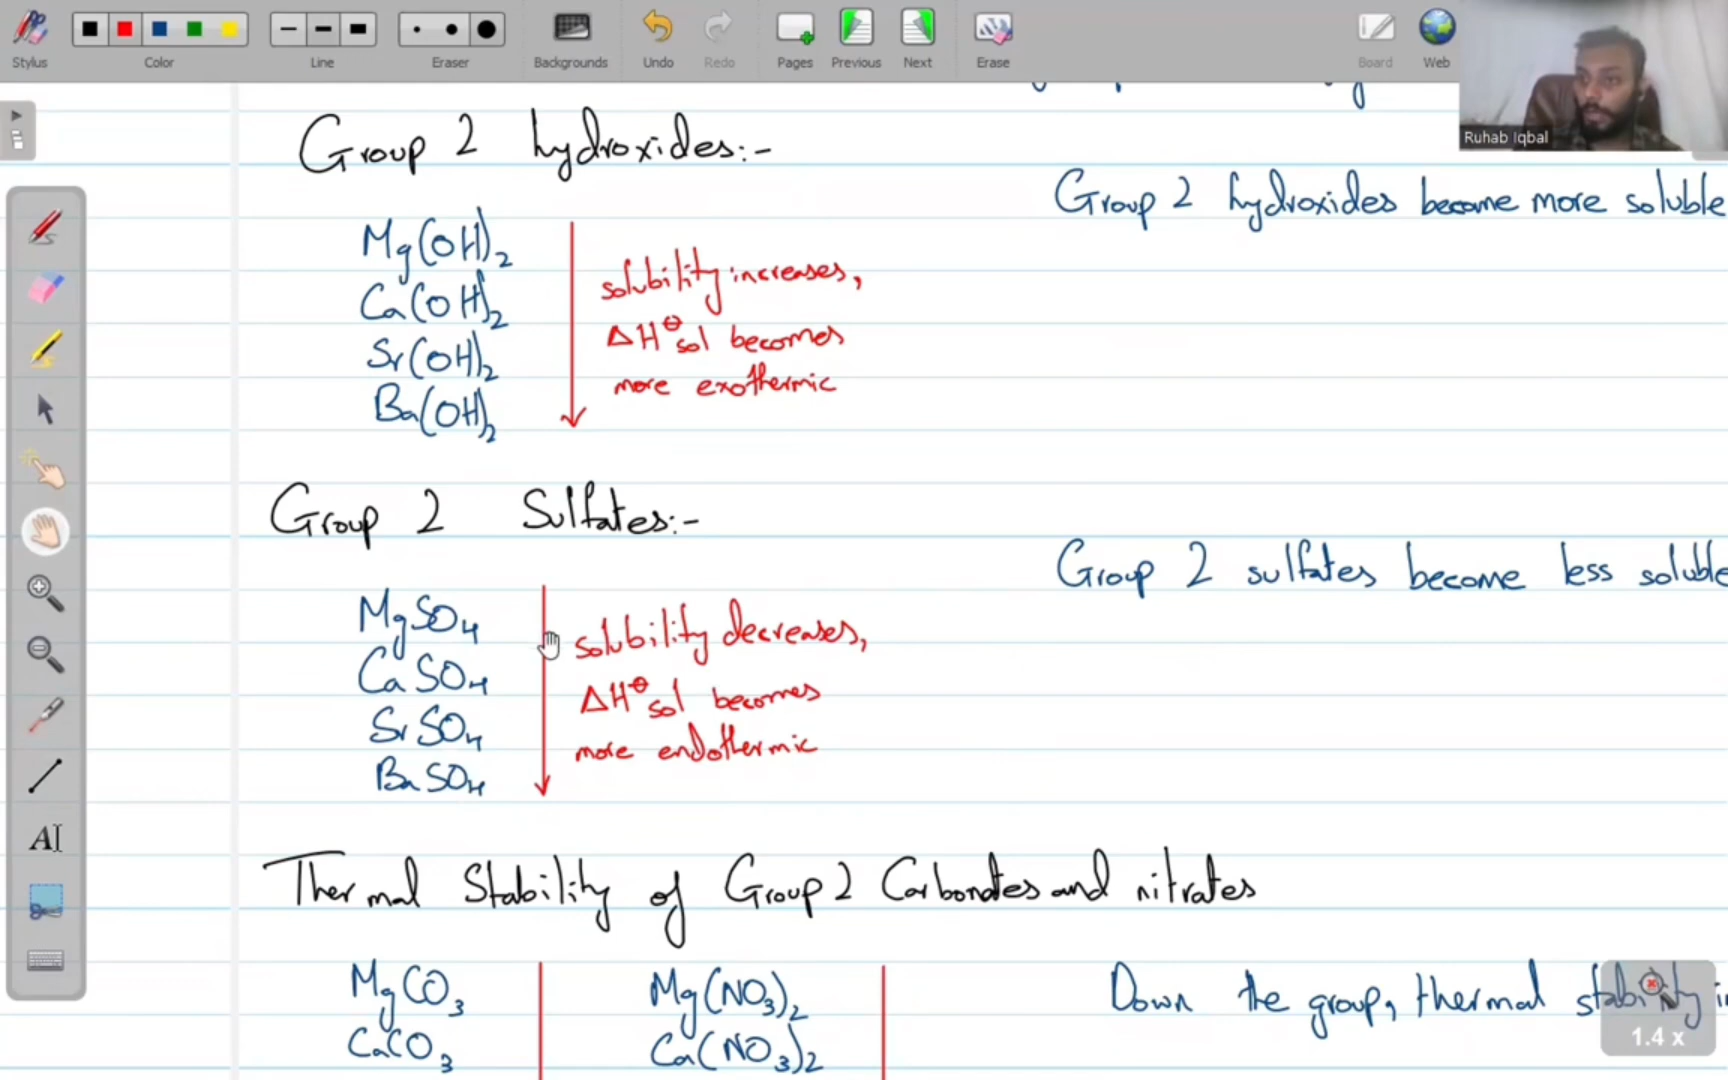 Stylus
Color
Line
Eraser
Backgrounds
Undo
Redo
Pages
Previous
Next
Erase
Board
Web
Ruhab Iqbal
Group 2 hydroxides:-
Group 2 hydroxides become more soluble
Mg(OH)2
Ca(OH)2
Sr(OH)2
Ba(OH)2
solubility increases,
ΔH⊖sol becomes
more exothermic
Group 2 Sulfates:-
Group 2 sulfates become less soluble
MgSO4
CaSO4
SrSO4
BaSO4
solubility decreases,
ΔH⊖sol becomes
more endothermic
Thermal Stability of Group 2 Carbonates and nitrates
MgCO3
CaCO3
Mg(NO3)2
Ca(NO3)2
Down the group, thermal stability
1.4 x
AI